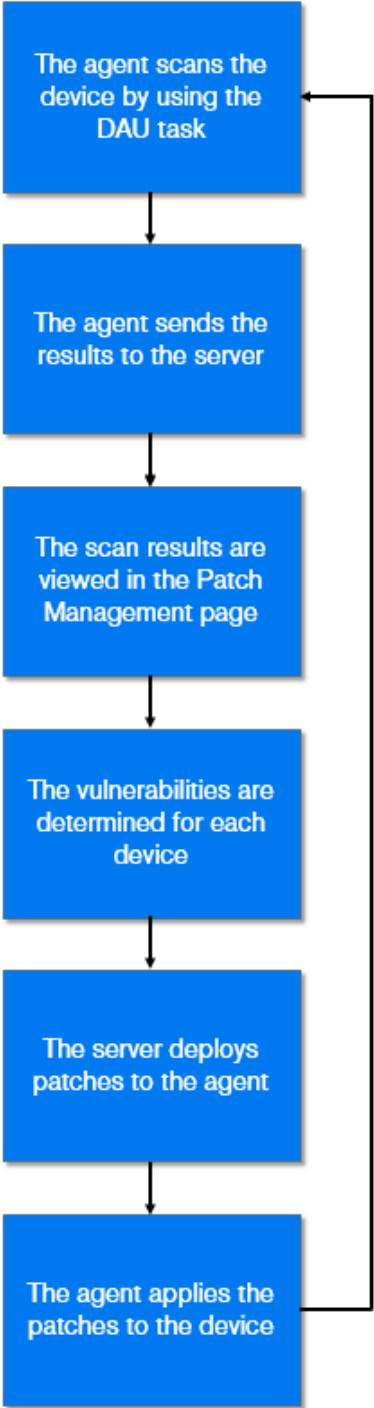 The agent scans the
device by using the
DAU task
The agent sends the
results to the server
The scan results are
viewed in the Patch
Management page
The vulnerabilities are
determined for each
device
The server deploys
patches to the agent
The agent applies the
patches to the device